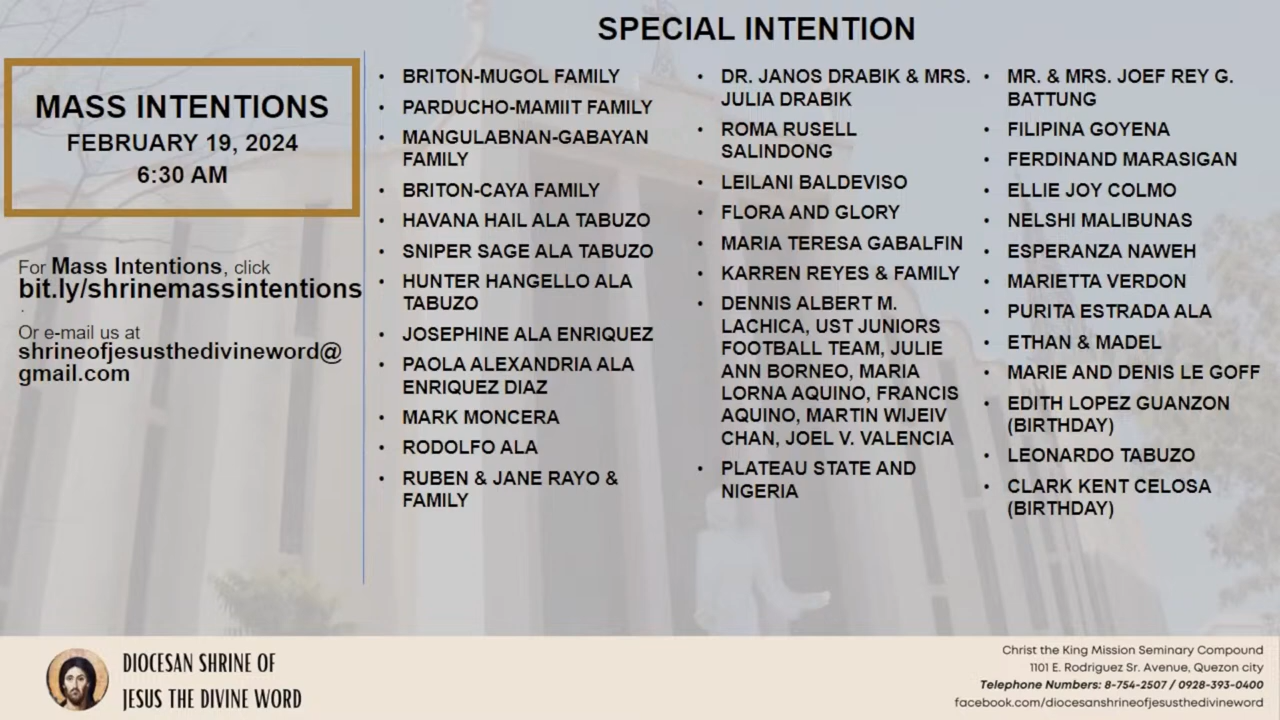 SPECIAL INTENTION
MASS INTENTIONS
FEBRUARY 19, 2024
6:30 AM
For Mass Intentions, click
bit.ly/shrinemassintentions
.
Or e-mail us at
shrineofjesusthedivineword@
gmail.com
• BRITON-MUGOL FAMILY
• PARDUCHO-MAMIIT FAMILY
• MANGULABNAN-GABAYAN
FAMILY
• BRITON-CAYA FAMILY
• HAVANA HAIL ALA TABUZO
• SNIPER SAGE ALA TABUZO
• HUNTER HANGELLO ALA
TABUZO
• JOSEPHINE ALA ENRIQUEZ
• PAOLA ALEXANDRIA ALA
ENRIQUEZ DIAZ
• MARK MONCERA
• RODOLFO ALA
• RUBEN & JANE RAYO &
FAMILY
• DR. JANOS DRABIK & MRS.
JULIA DRABIK
• ROMA RUSELL
SALINDONG
• LEILANI BALDEVISO
• FLORA AND GLORY
• MARIA TERESA GABALFIN
• KARREN REYES & FAMILY
• DENNIS ALBERT M.
LACHICA, UST JUNIORS
FOOTBALL TEAM, JULIE
ANN BORNEO, MARIA
LORNA AQUINO, FRANCIS
AQUINO, MARTIN WIJEIV
CHAN, JOEL V. VALENCIA
• PLATEAU STATE AND
NIGERIA
• MR. & MRS. JOEF REY G.
BATTUNG
• FILIPINA GOYENA
• FERDINAND MARASIGAN
• ELLIE JOY COLMO
• NELSHI MALIBUNAS
• ESPERANZA NAWEH
• MARIETTA VERDON
• PURITA ESTRADA ALA
• ETHAN & MADEL
• MARIE AND DENIS LE GOFF
• EDITH LOPEZ GUANZON
(BIRTHDAY)
• LEONARDO TABUZO
• CLARK KENT CELOSA
(BIRTHDAY)
DIOCESAN SHRINE OF
JESUS THE DIVINE WORD
Christ the King Mission Seminary Compound
1101 E. Rodriguez Sr. Avenue, Quezon city
Telephone Numbers: 8-754-2507 / 0928-393-0400
facebook.com/diocesanshrineofjesusthedivineword